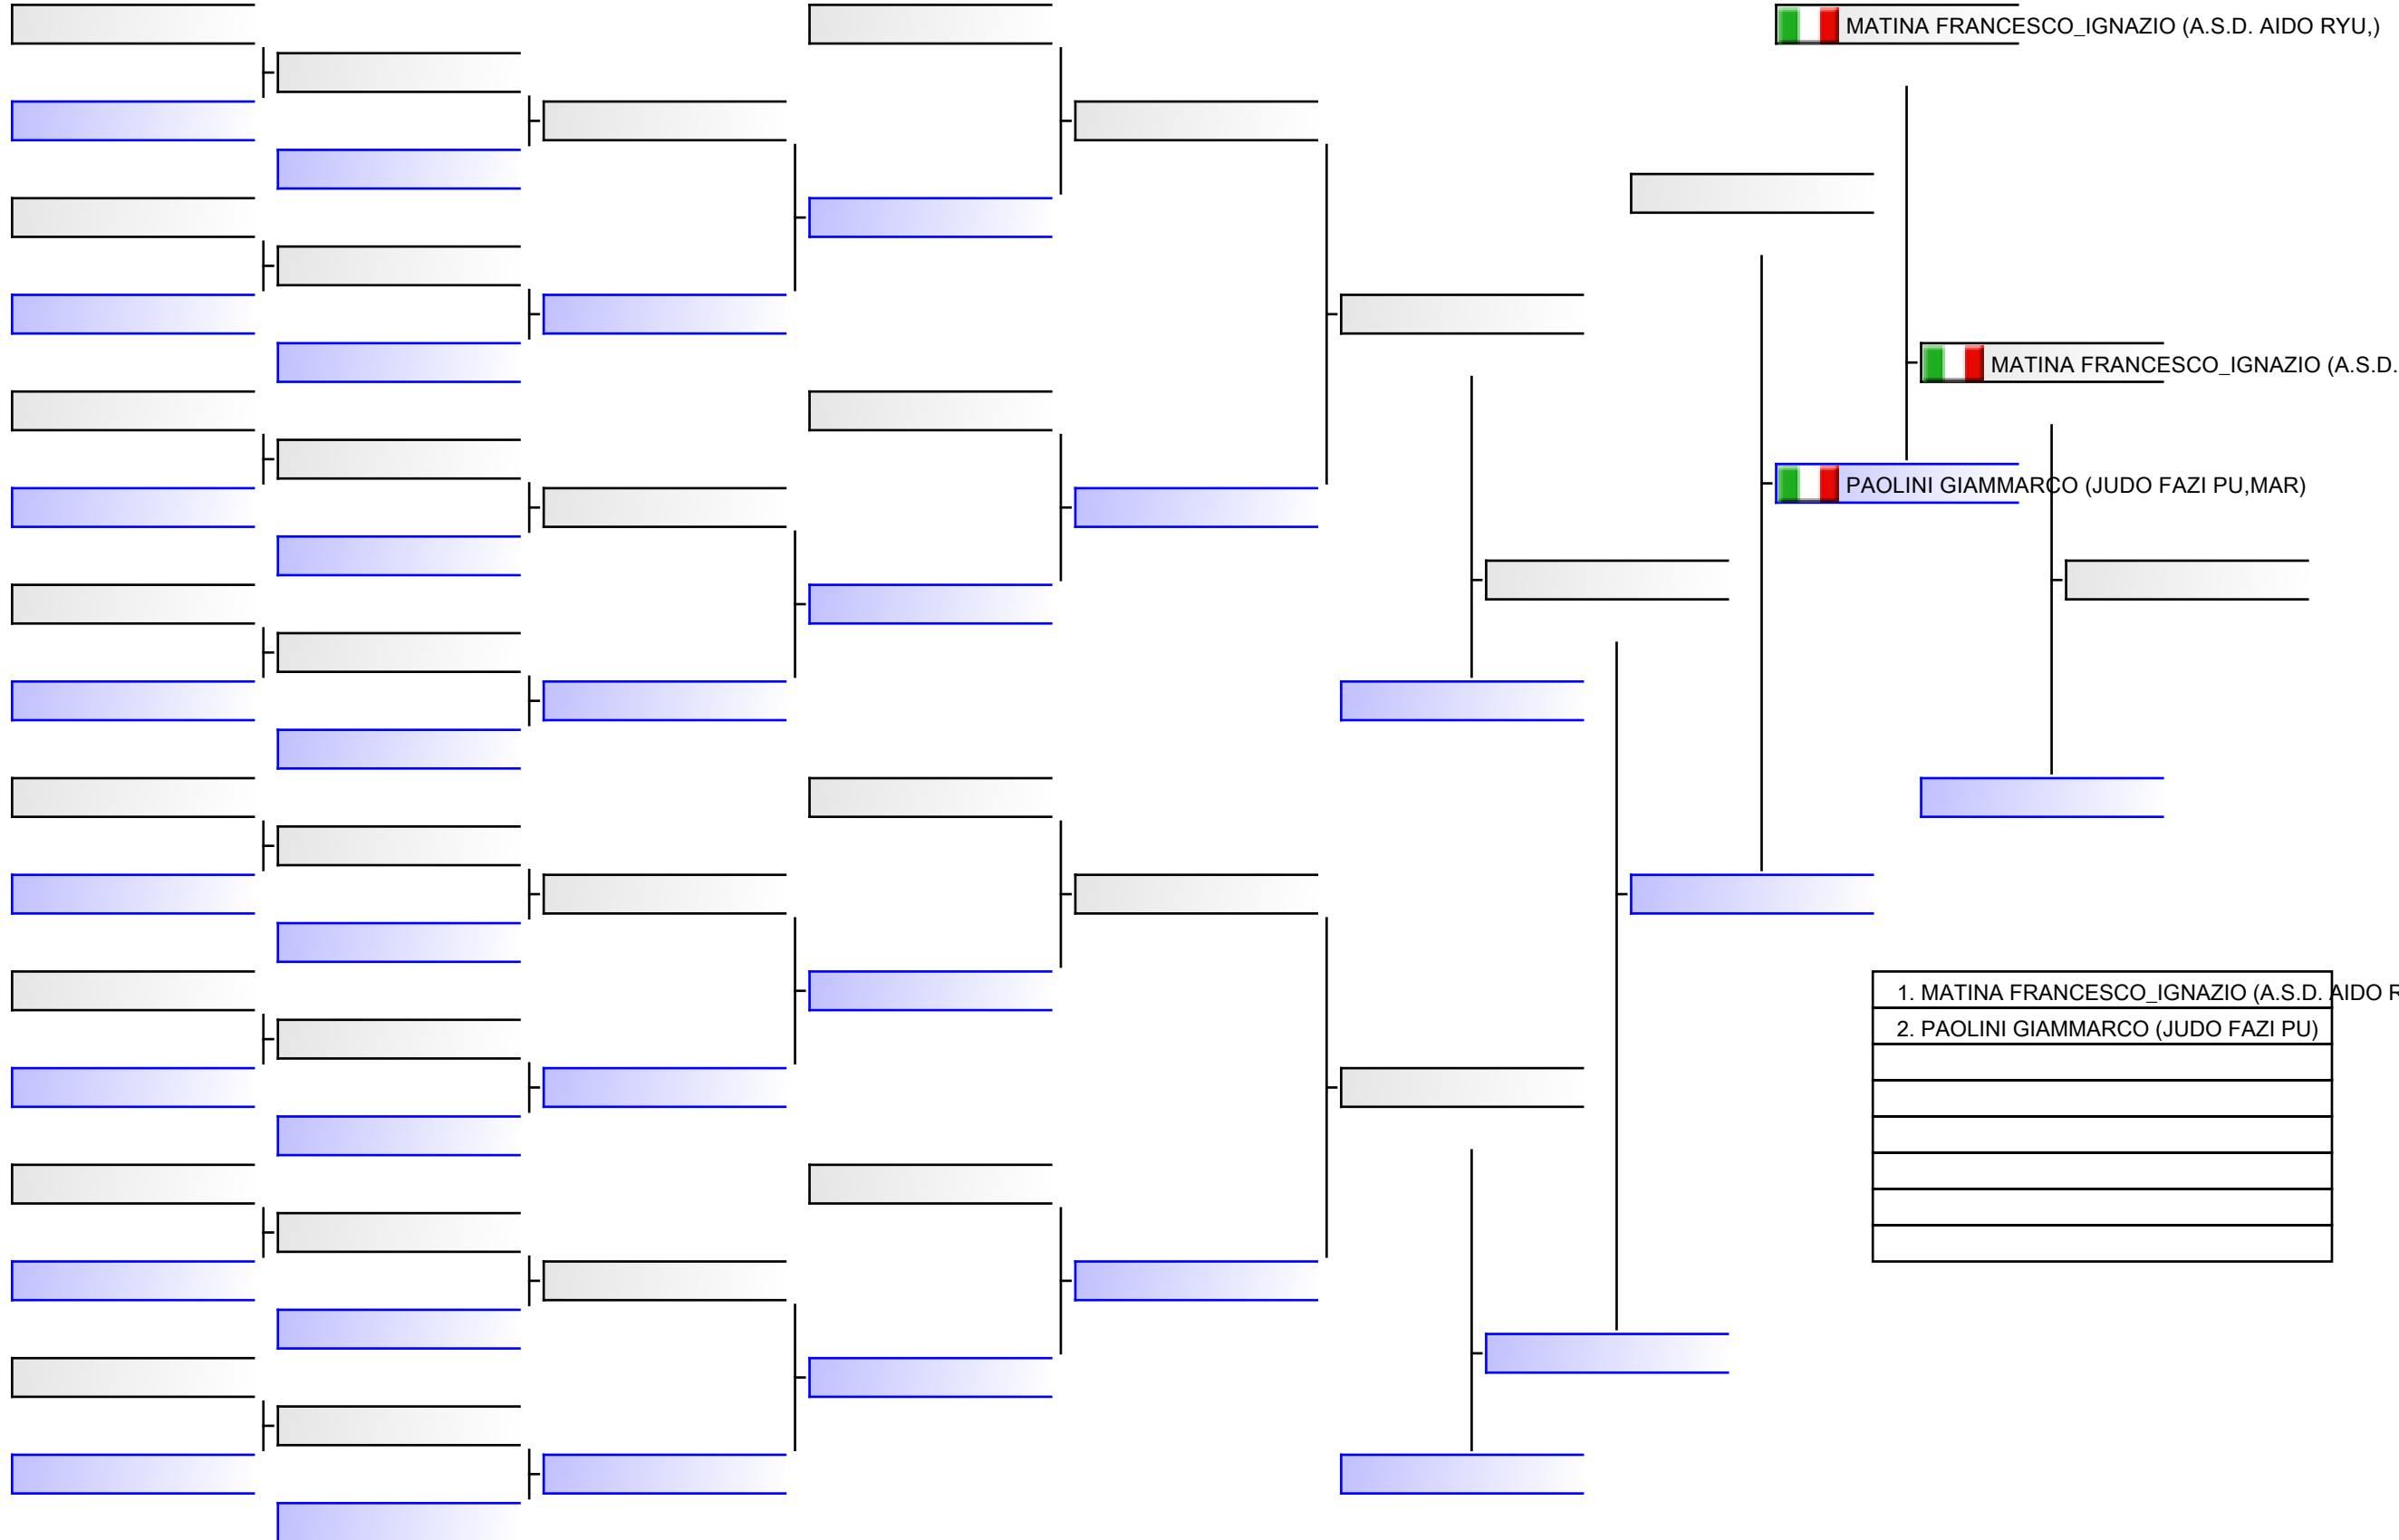 MATINA FRANCESCO_IGNAZIO (A.S.D. AIDO RYU,)
MATINA FRANCESCO_IGNAZIO (A.S.D.
PAOLINI GIAMMARCO (JUDO FAZI PU,MAR)
1. MATINA FRANCESCO_IGNAZIO (A.S.D. AIDO R
2. PAOLINI GIAMMARCO (JUDO FAZI PU)